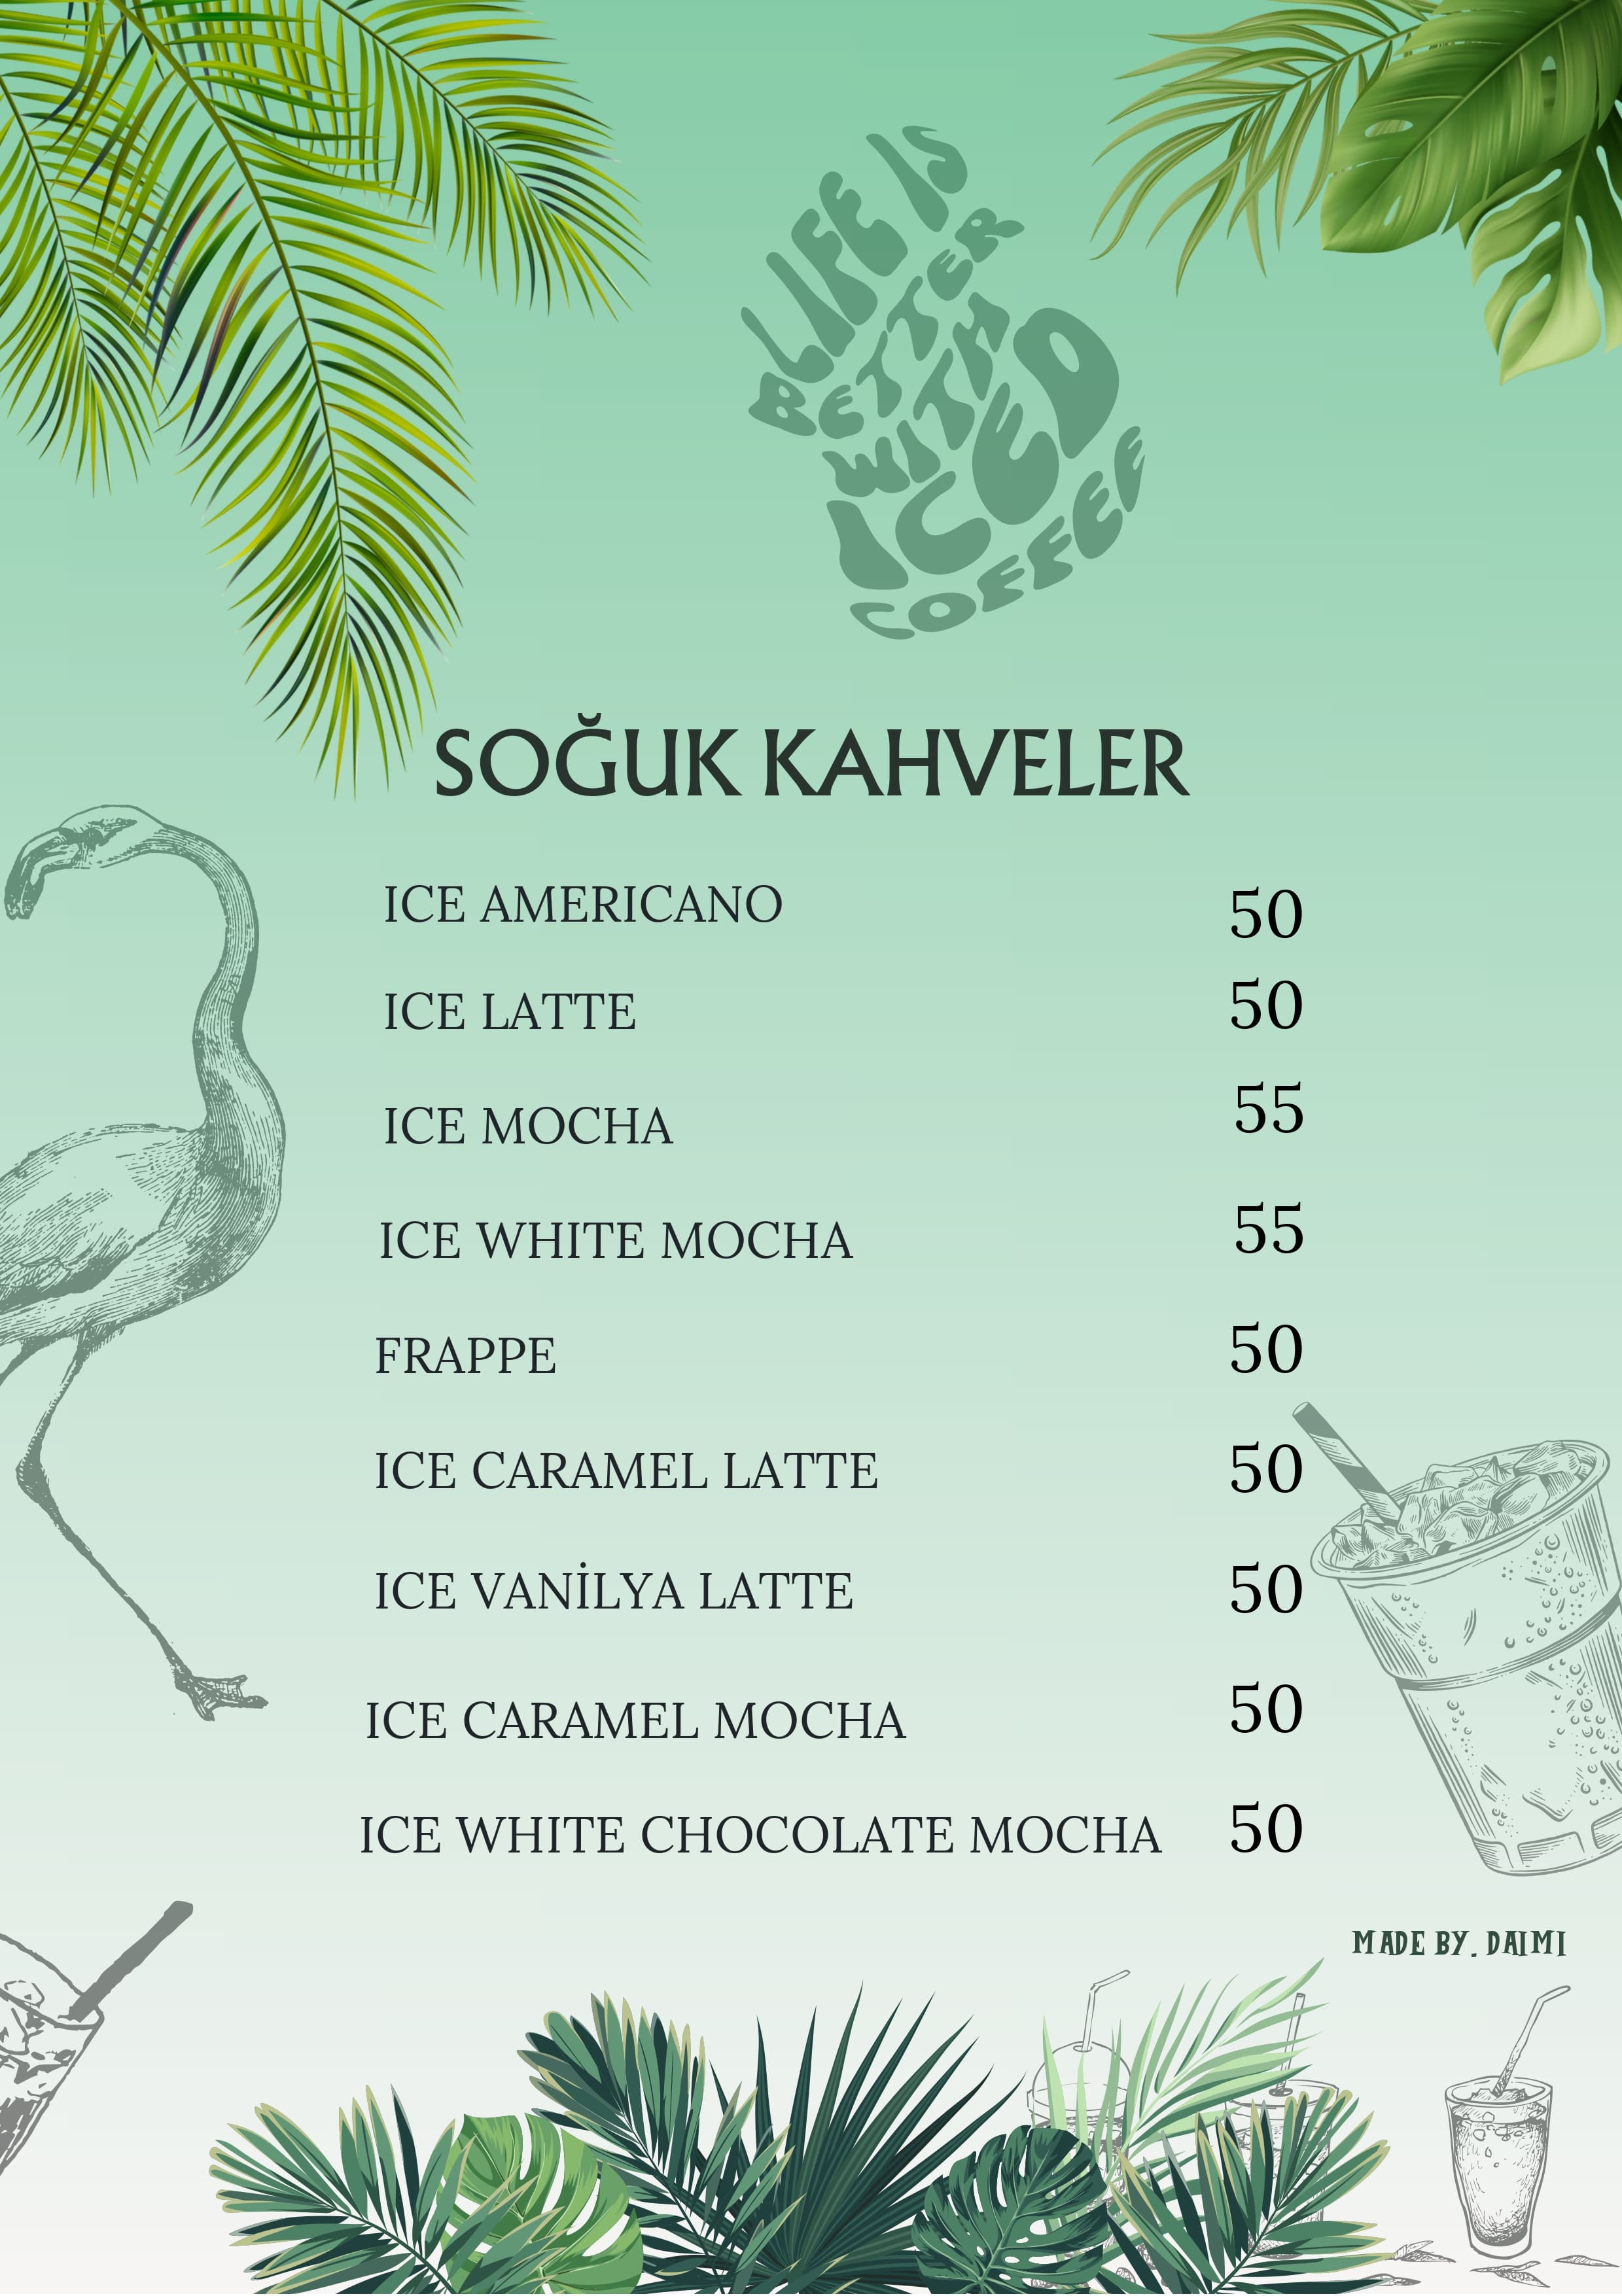 LIFE IS
BETTER
WITH
ICED
COFFEE
SOĞUK KAHVELER
ICE AMERICANO 50
ICE LATTE 50
ICE MOCHA 55
ICE WHITE MOCHA 55
FRAPPE 50
ICE CARAMEL LATTE 50
ICE VANİLYA LATTE 50
ICE CARAMEL MOCHA 50
ICE WHITE CHOCOLATE MOCHA 50
MADE BY. DAIMI